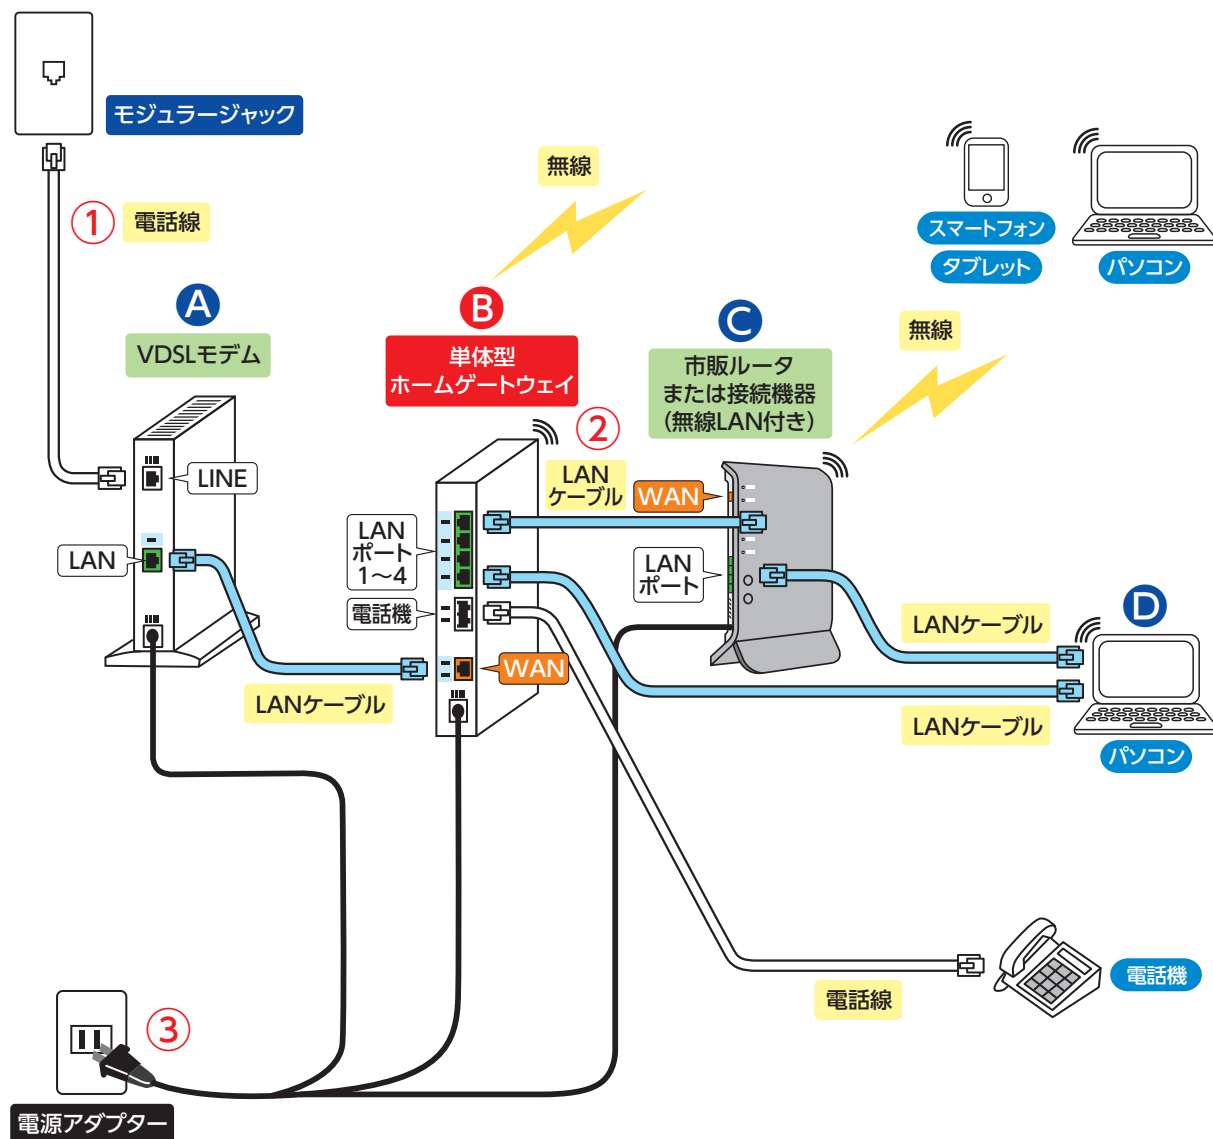 モジュラージャック
① 電話線
無線
スマートフォン
タブレット
パソコン
A
VDSLモデム
B
単体型
ホームゲートウェイ
②
C
市販ルータ
または接続機器
(無線LAN付き)
無線
LINE
LAN
LAN
ポート
1〜4
電話機
WAN
LAN
ケーブル
WAN
LAN
ポート
LANケーブル
LANケーブル
D
LANケーブル
パソコン
電話線
電話機
③
電源アダプター